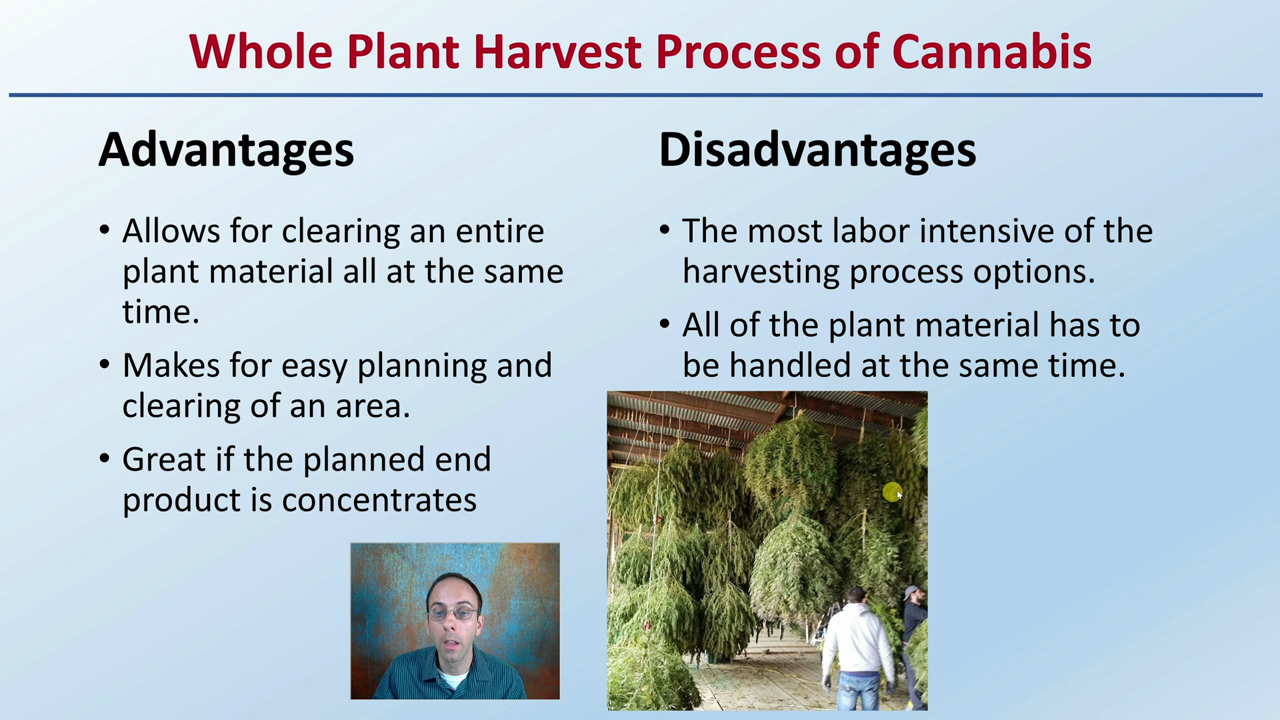 Whole Plant Harvest Process of Cannabis
Advantages
• Allows for clearing an entire
plant material all at the same
time.
• Makes for easy planning and
clearing of an area.
• Great if the planned end
product is concentrates
Disadvantages
• The most labor intensive of the
harvesting process options.
• All of the plant material has to
be handled at the same time.